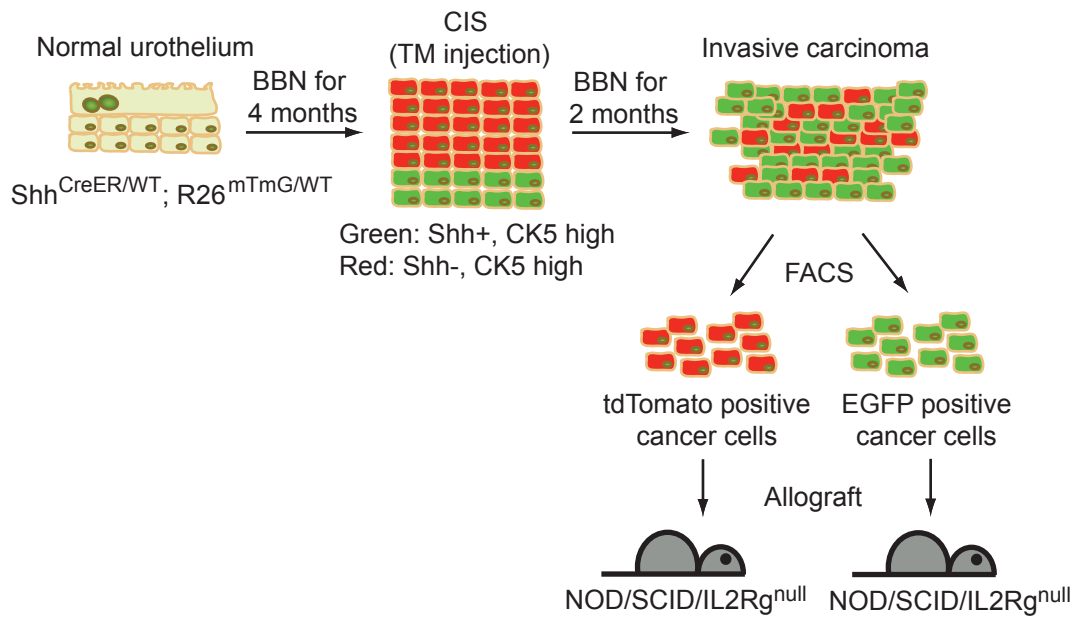 Normal urothelium
BBN for
4 months
CIS
(TM injection)
BBN for
2 months
Invasive carcinoma
Shh^CreER/WT; R26^mTmG/WT
Green: Shh+, CK5 high
Red: Shh-, CK5 high
FACS
tdTomato positive
cancer cells
EGFP positive
cancer cells
Allograft
NOD/SCID/IL2Rg^null
NOD/SCID/IL2Rg^null